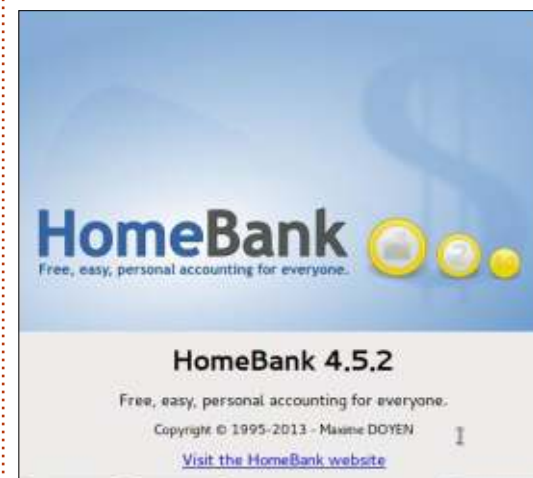 HomeBank
Free, easy, personal accounting for everyone.
HomeBank 4.5.2
Free, easy, personal accounting for everyone.
Copyright © 1995-2013 - Maxime DOYEN
Visit the HomeBank website